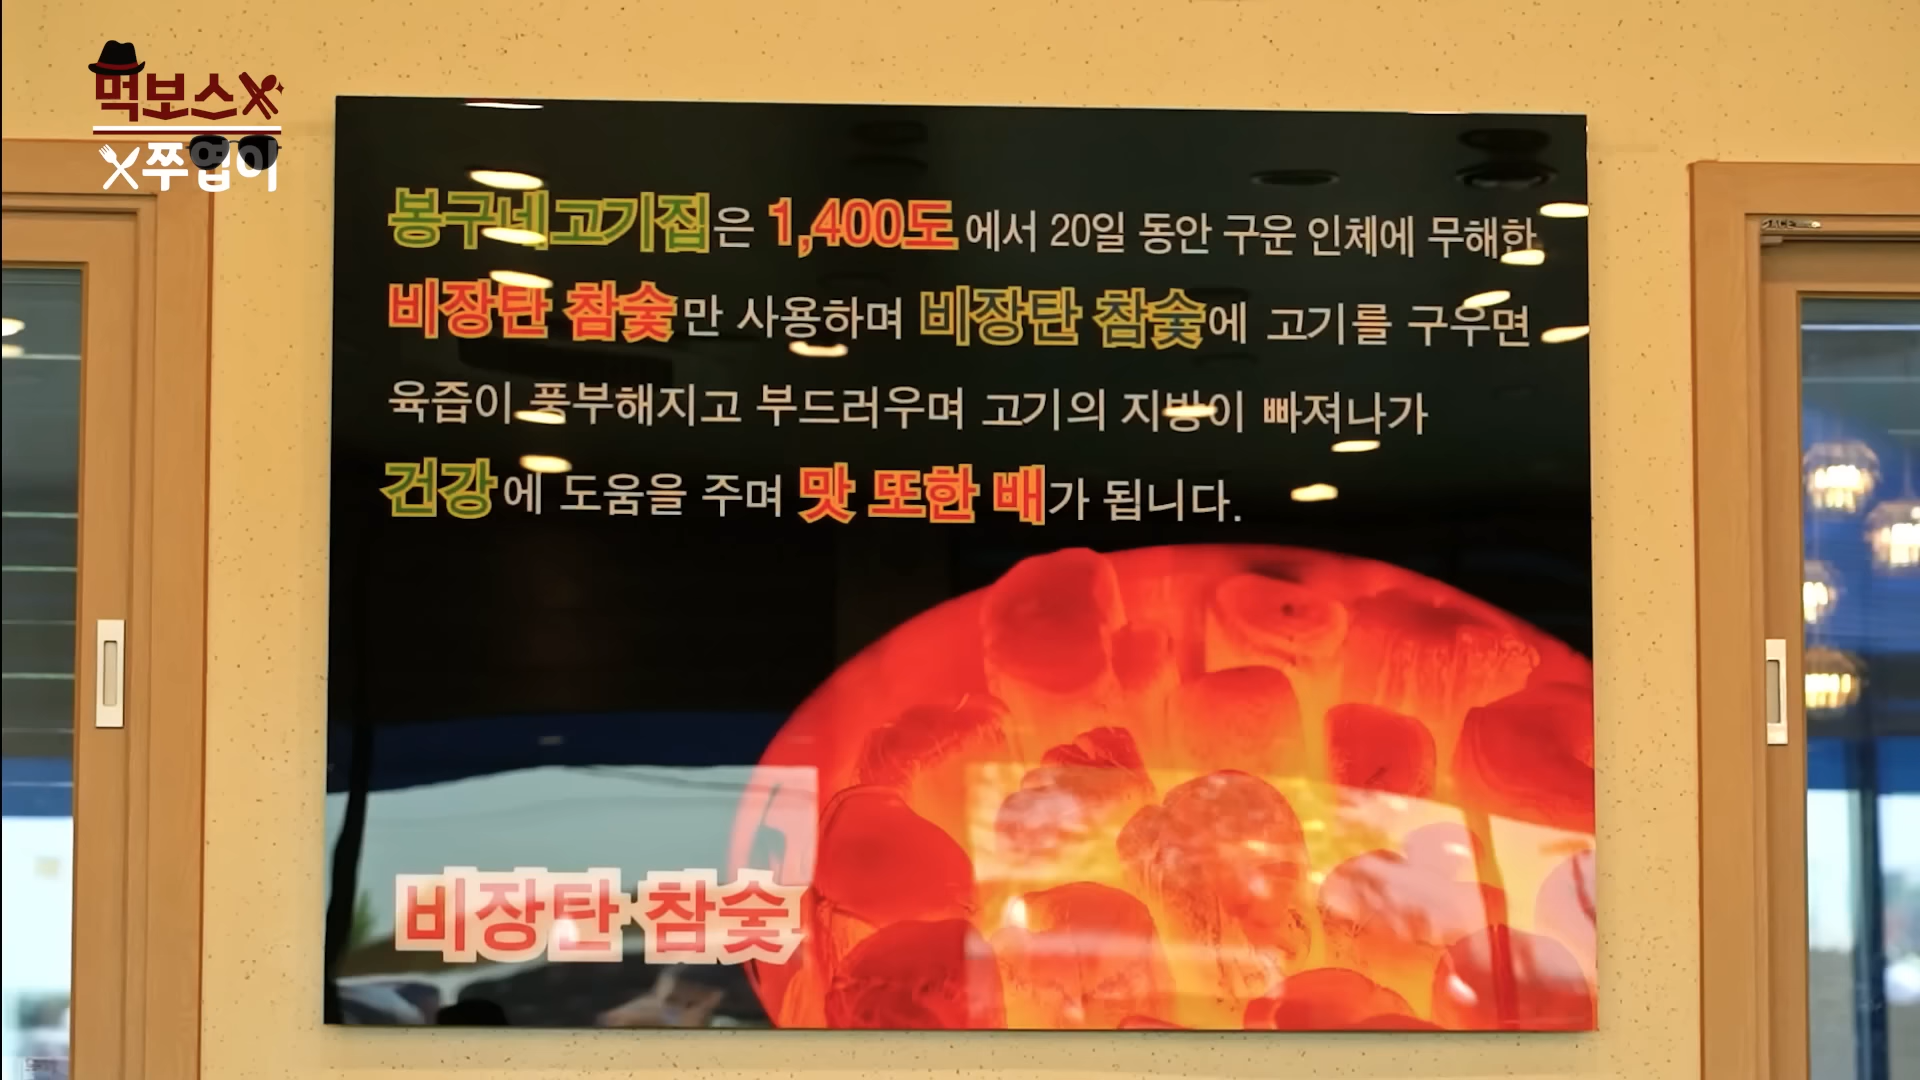 먹보스
쭈엽이
봉구네고기집은 1,400도에서 20일 동안 구운 인체에 무해한
비장탄 참숯만 사용하며 비장탄 참숯에 고기를 구우면
육즙이 풍부해지고 부드러우며 고기의 지방이 빠져나가
건강에 도움을 주며 맛 또한 배가 됩니다.
비장탄 참숯